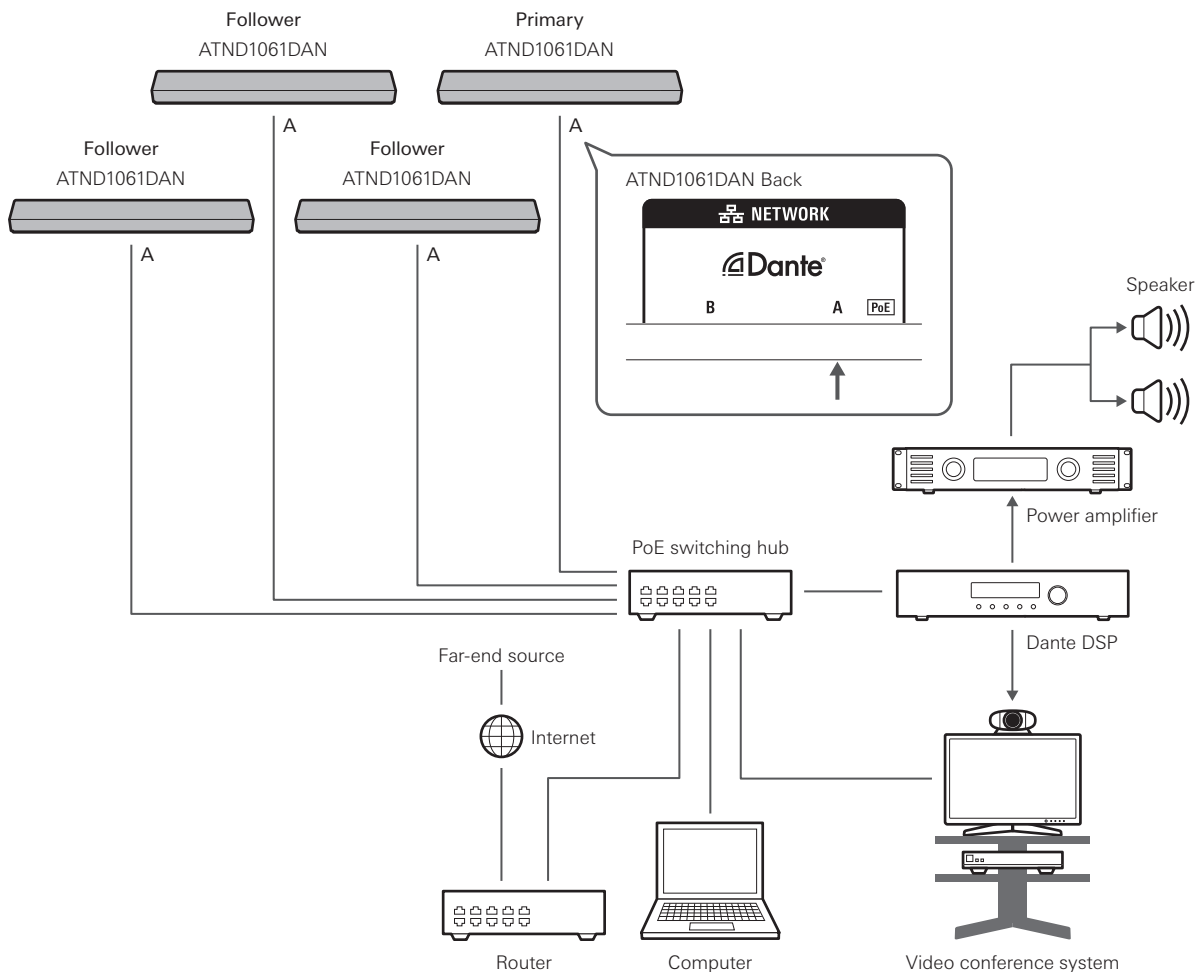 Follower
ATND1061DAN
Primary
ATND1061DAN
A
A
Follower
ATND1061DAN
Follower
ATND1061DAN
A
A
ATND1061DAN Back
NETWORK
Dante®
B
A
PoE
Speaker
Power amplifier
PoE switching hub
Dante DSP
Far-end source
Internet
Router
Computer
Video conference system